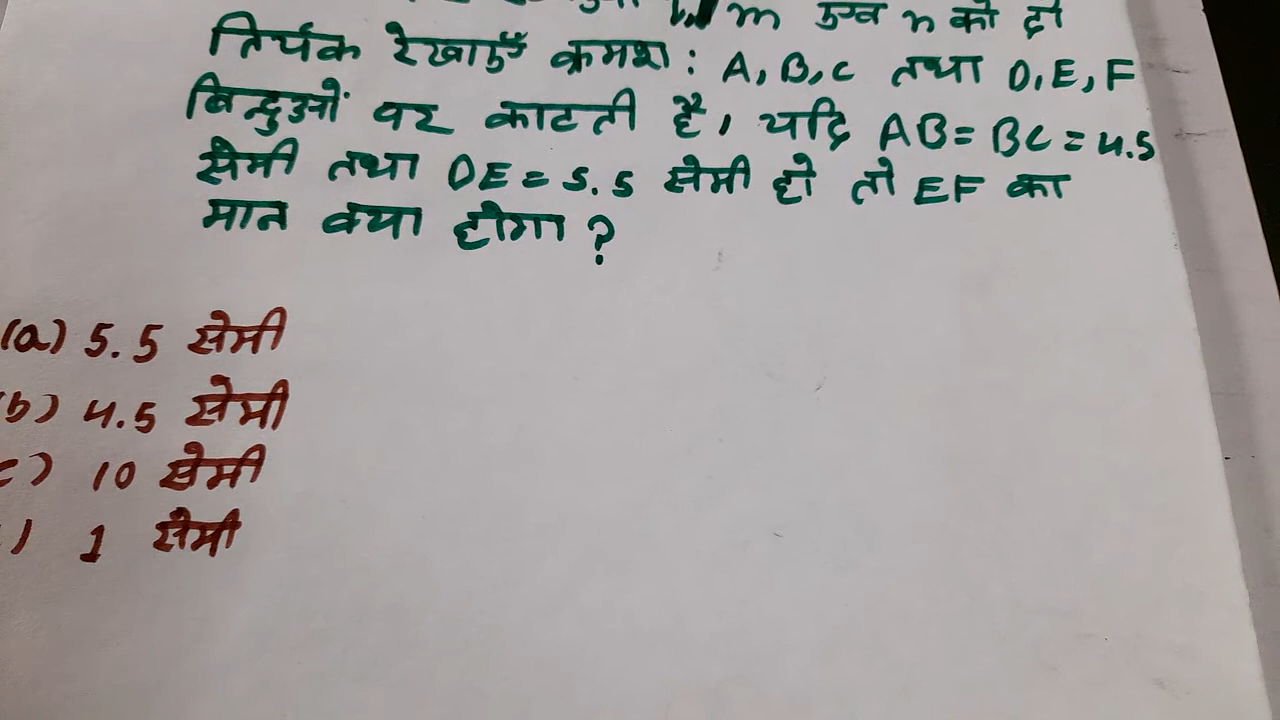 m एवं n को दो
तिर्यक रेखाएँ क्रमश: A, B, C तथा D, E, F
बिन्दुओं पर काटती है, यदि AB = BC = 4.5
सेमी तथा DE = 5.5 सेमी हो तो EF का
मान क्या होगा ?
(a) 5.5 सेमी
b) 4.5 सेमी
c) 10 सेमी
) 1 सेमी